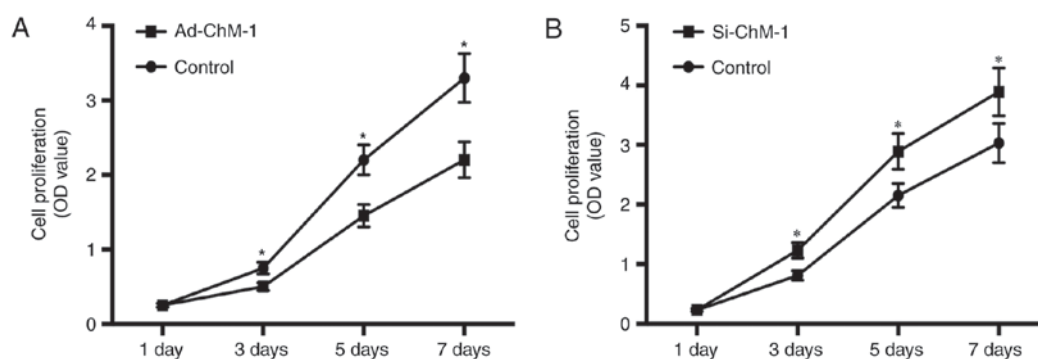 A
Cell proliferation
(OD value)
4
3
2
1
0
Ad-ChM-1
Control
*
*
*
1 day
3 days
5 days
7 days
B
Cell proliferation
(OD value)
5
4
3
2
1
0
Si-ChM-1
Control
*
*
*
1 day
3 days
5 days
7 days